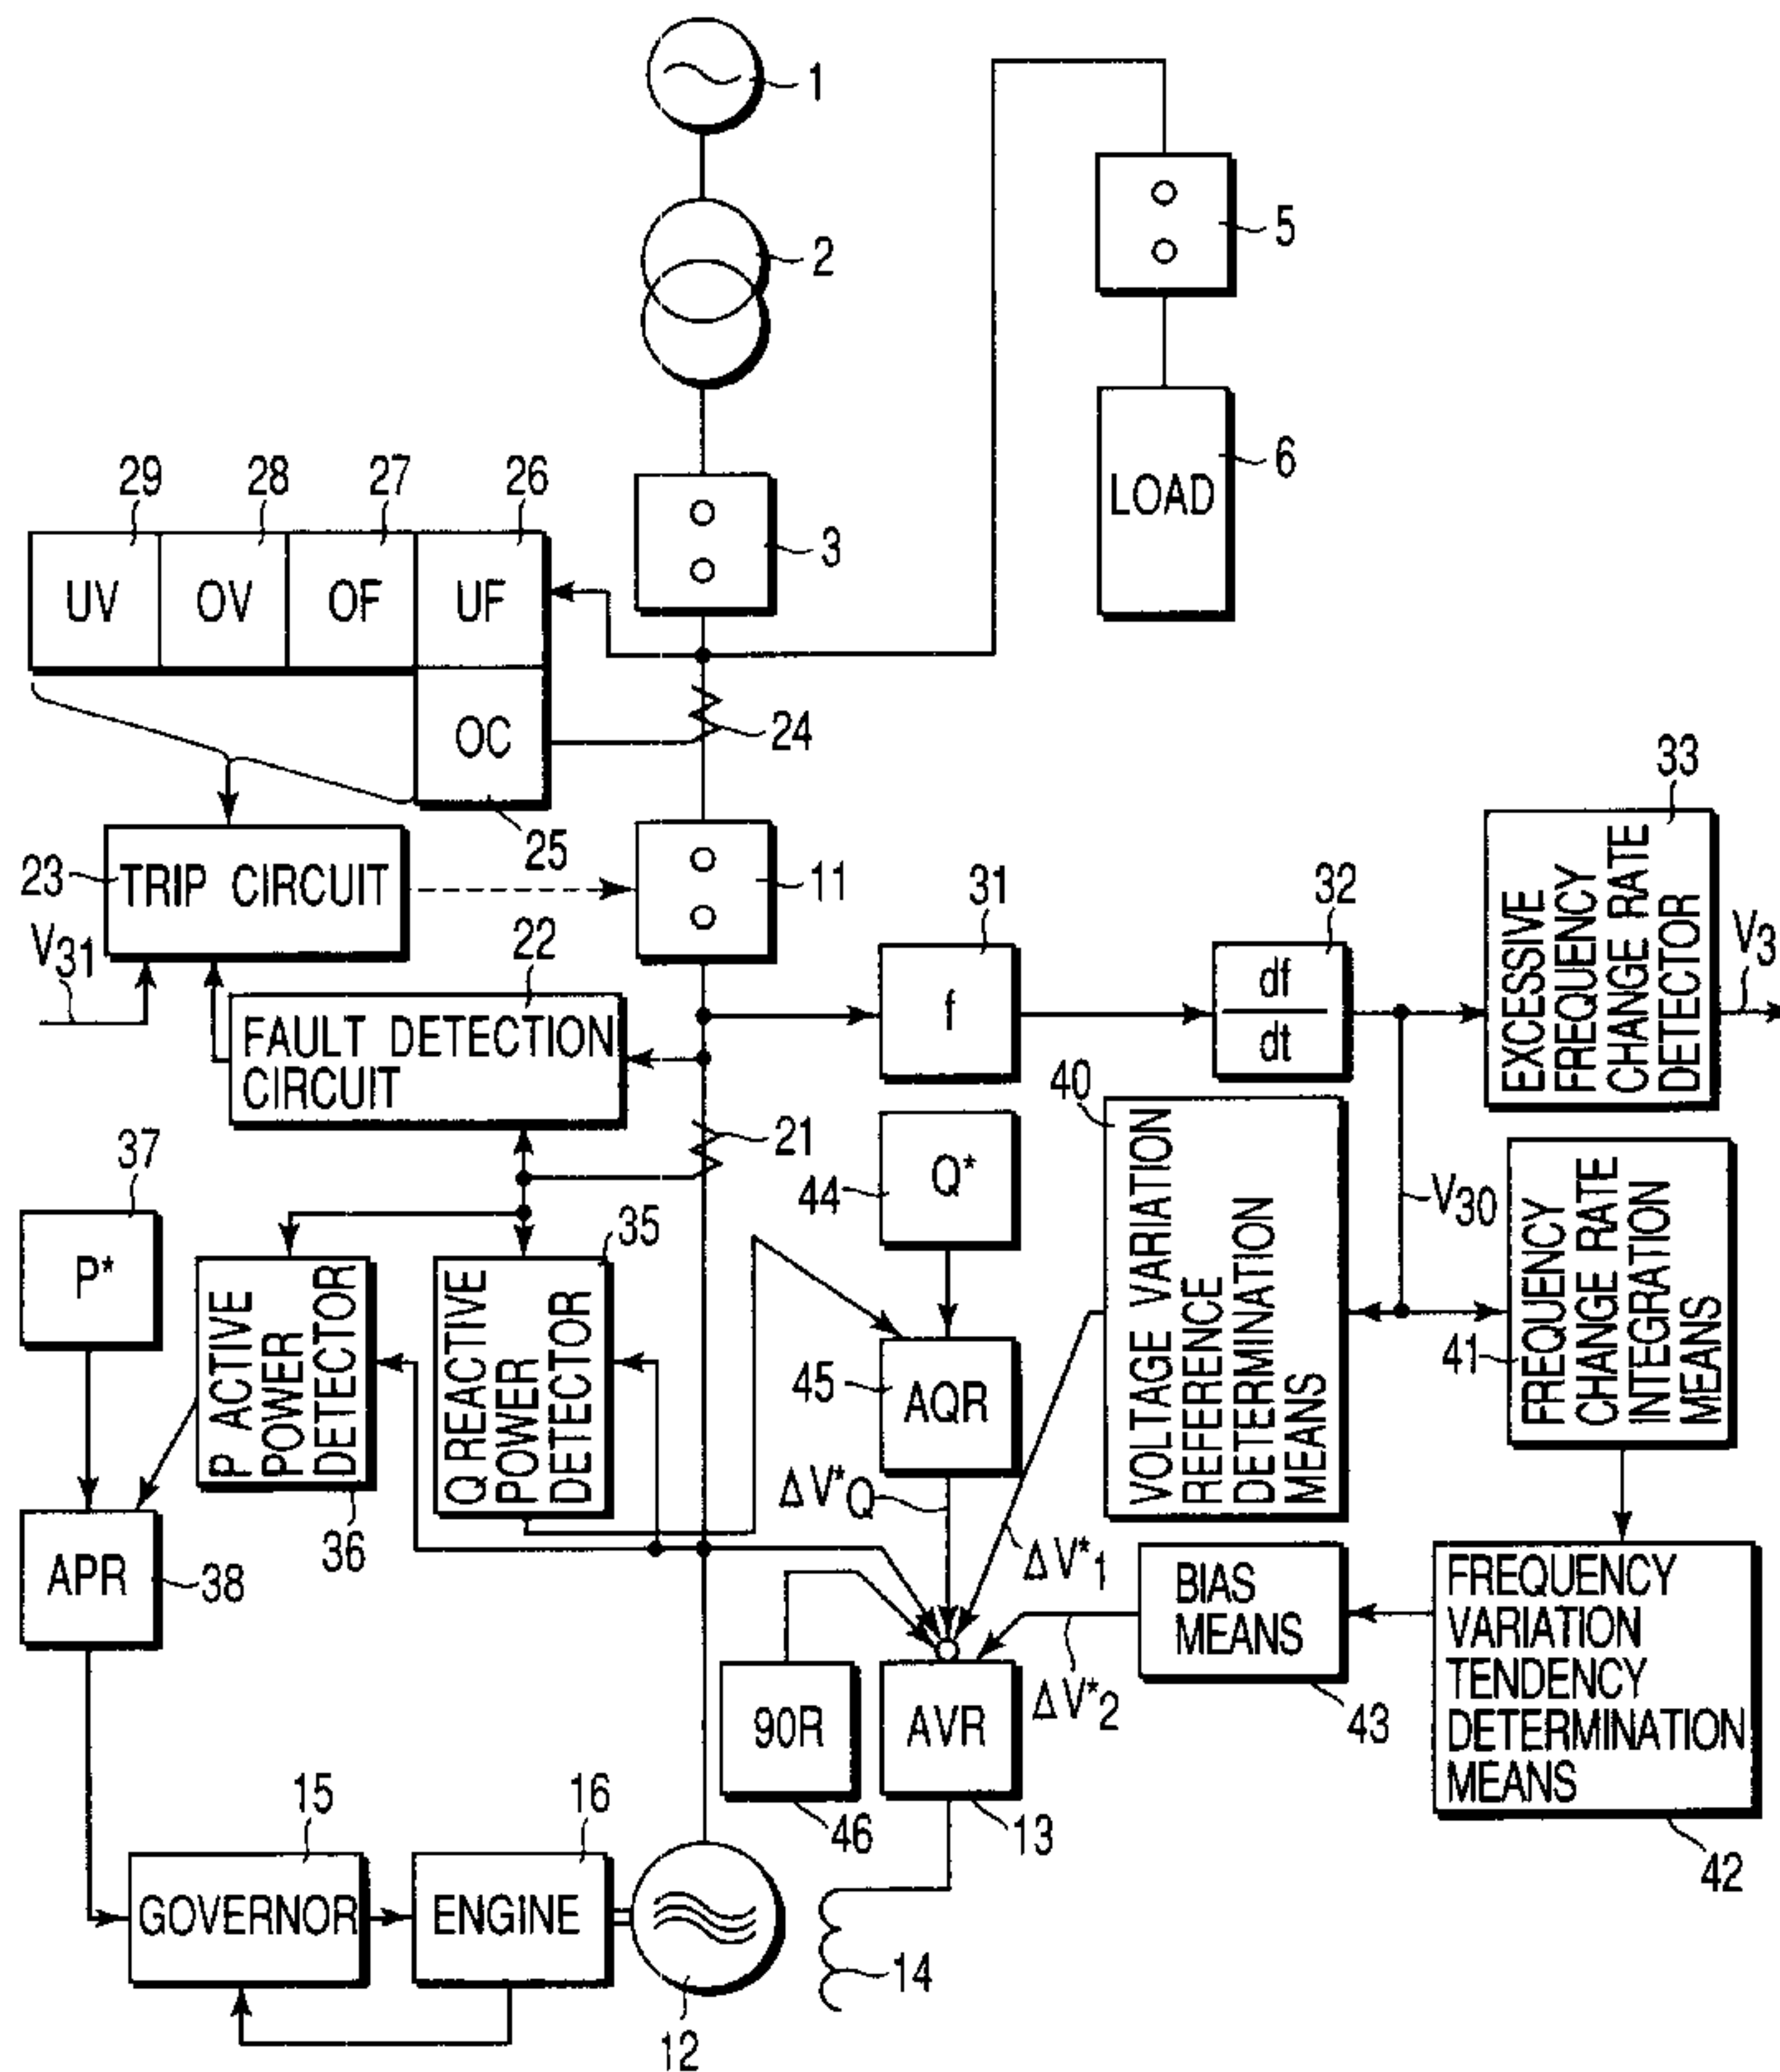 1
2
5
6
LOAD
29
28
27
26
3
UV
OV
OF
UF
OC
24
25
33
23
TRIP CIRCUIT
11
31
32
V31
22
f
df
dt
EXCESSIVE
FREQUENCY
CHANGE RATE
DETECTOR
V3
FAULT DETECTION
CIRCUIT
40
37
21
44
Q*
VOLTAGE VARIATION
REFERENCE
DETERMINATION
MEANS
V30
41
FREQUENCY
CHANGE RATE
INTEGRATION
MEANS
P*
35
P ACTIVE
POWER
DETECTOR
Q REACTIVE
POWER
DETECTOR
45
AQR
36
ΔV*Q
ΔV*1
APR
38
BIAS
MEANS
FREQUENCY
VARIATION
TENDENCY
DETERMINATION
MEANS
90R
AVR
ΔV*2
43
15
16
46
13
42
GOVERNOR
ENGINE
14
12